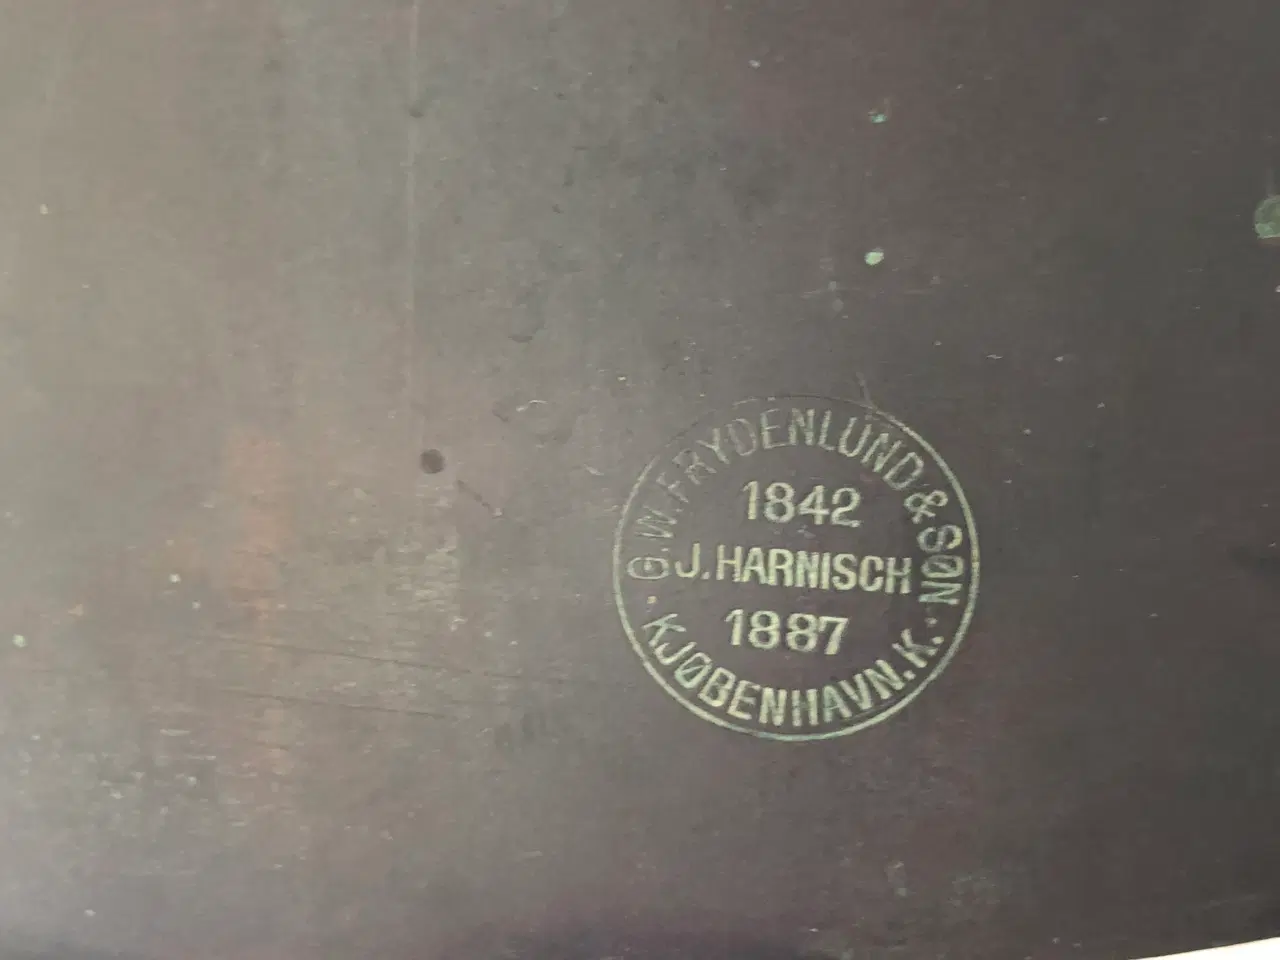 G.W.FRYDENLUND & SØN
1842
J.HARNISCH
1887
KJØBENHAVN.K.